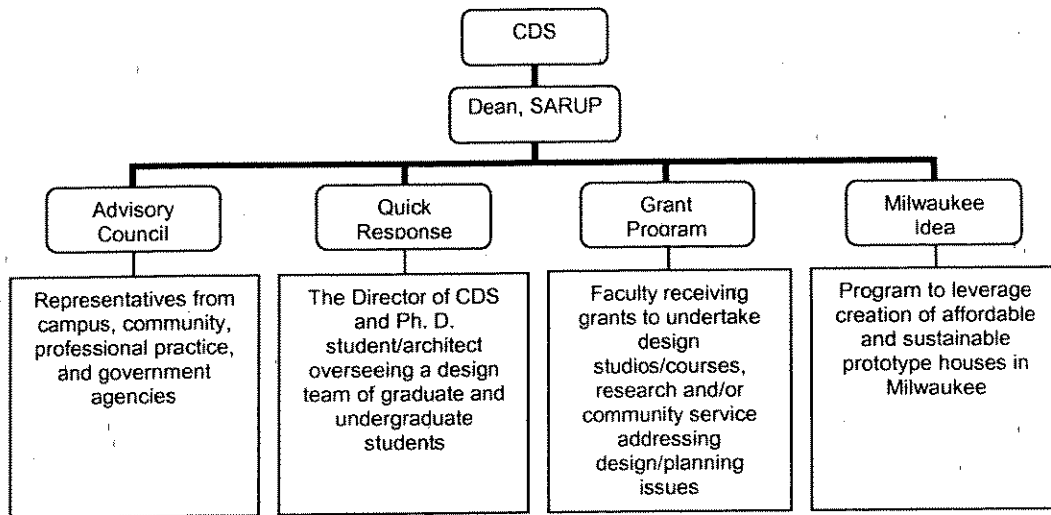 CDS
Dean, SARUP
Advisory
Council
Quick
Response
Grant
Program
Milwaukee
Idea
Representatives from
campus, community,
professional practice,
and government
agencies
The Director of CDS
and Ph. D.
student/architect
overseeing a design
team of graduate and
undergraduate
students
Faculty receiving
grants to undertake
design
studios/courses,
research and/or
community service
addressing
design/planning
issues
Program to leverage
creation of affordable
and sustainable
prototype houses in
Milwaukee